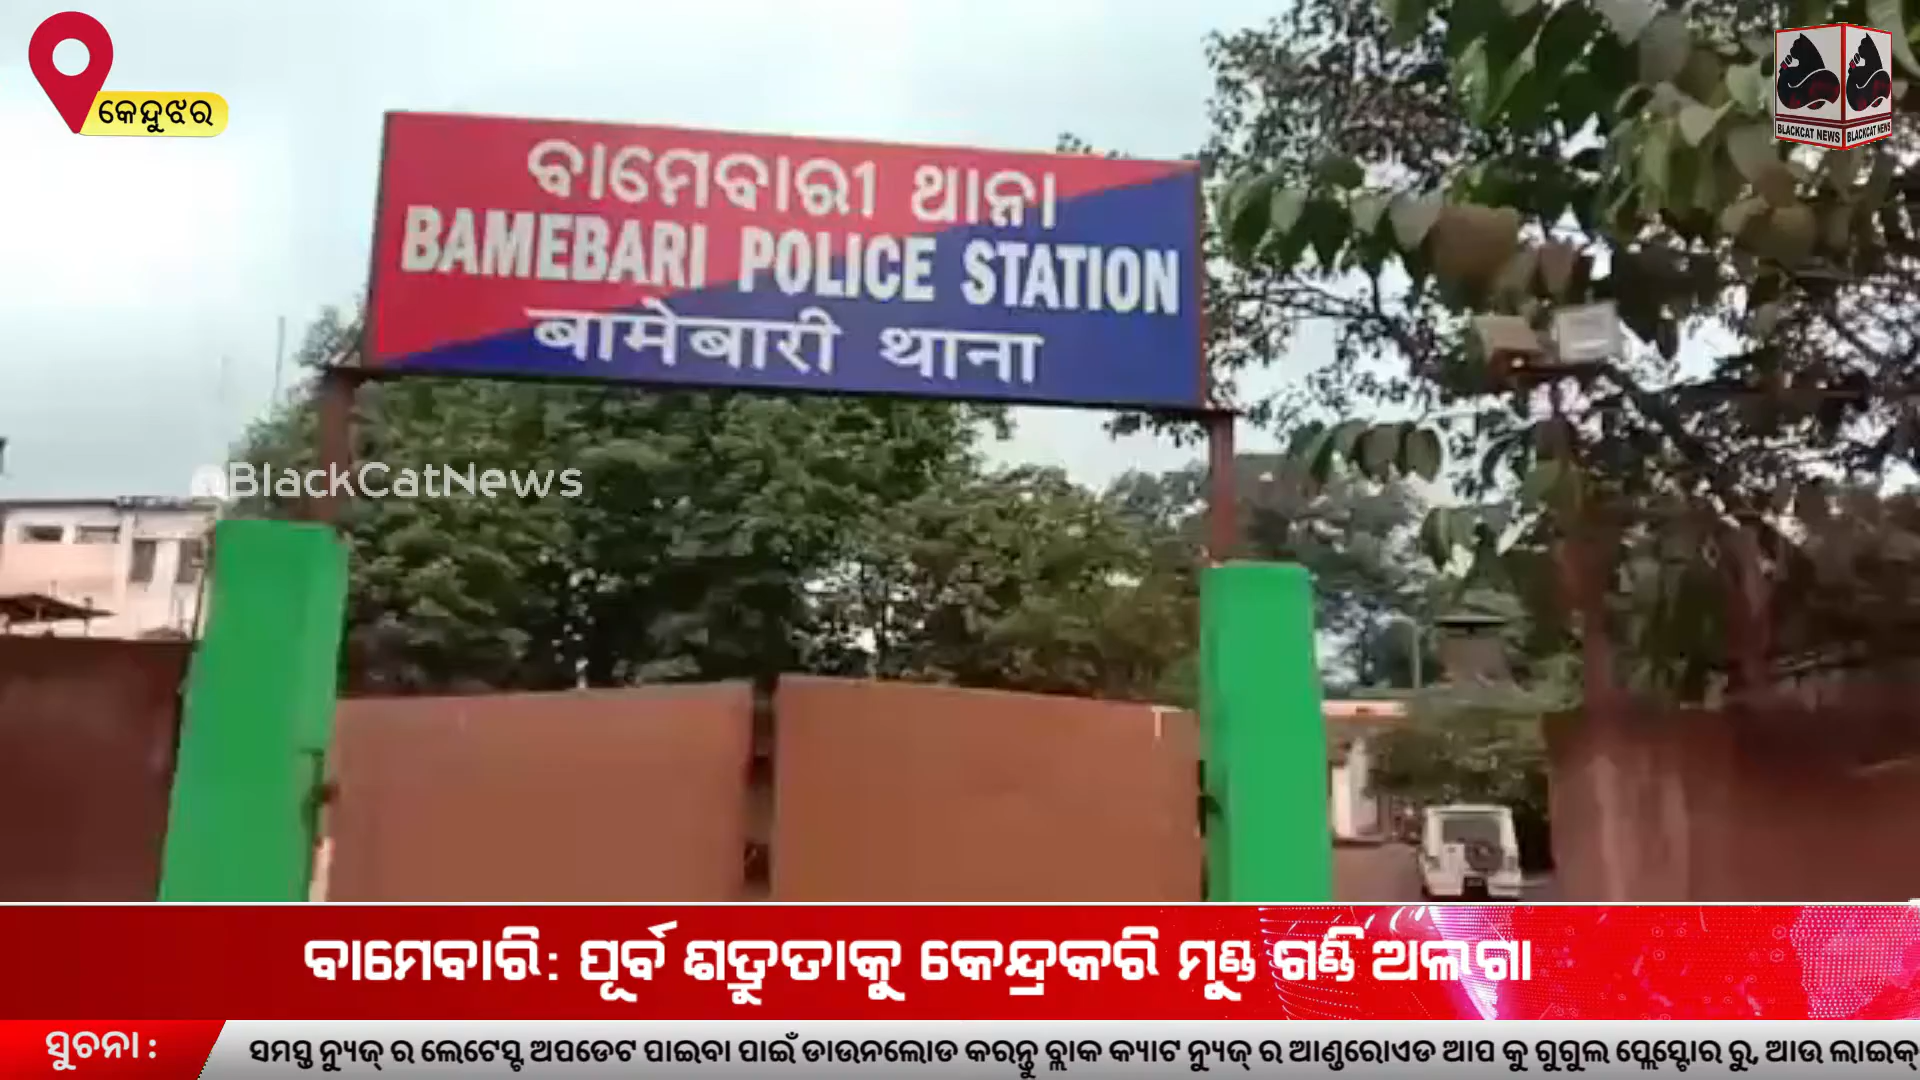 କେନ୍ଦୁଝର
BLACKCAT NEWS
BLACKCAT NEWS
ବାମେବାରୀ ଥାନା
BAMEBARI POLICE STATION
बामेबारी थाना
@BlackCatNews
ବାମେବାରି: ପୂର୍ବ ଶତ୍ରୁତାକୁ କେନ୍ଦ୍ରକରି ମୁଣ୍ଡ ଗଣ୍ଡି ଅଲଗା
ସୁଚନା :
ସମସ୍ତ ନ୍ୟୁଜ୍ ର ଲେଟେସ୍ଟ ଅପଡେଟ ପାଇବା ପାଇଁ ଡାଉନଲୋଡ କରନ୍ତୁ ବ୍ଲାକ କ୍ୟାଟ ନ୍ୟୁଜ୍ ର ଆଣ୍ଡରୋଏଡ ଆପ କୁ ଗୁଗୁଲ ପ୍ଲେସ୍ଟୋର ରୁ, ଆଉ ଲାଇକ୍